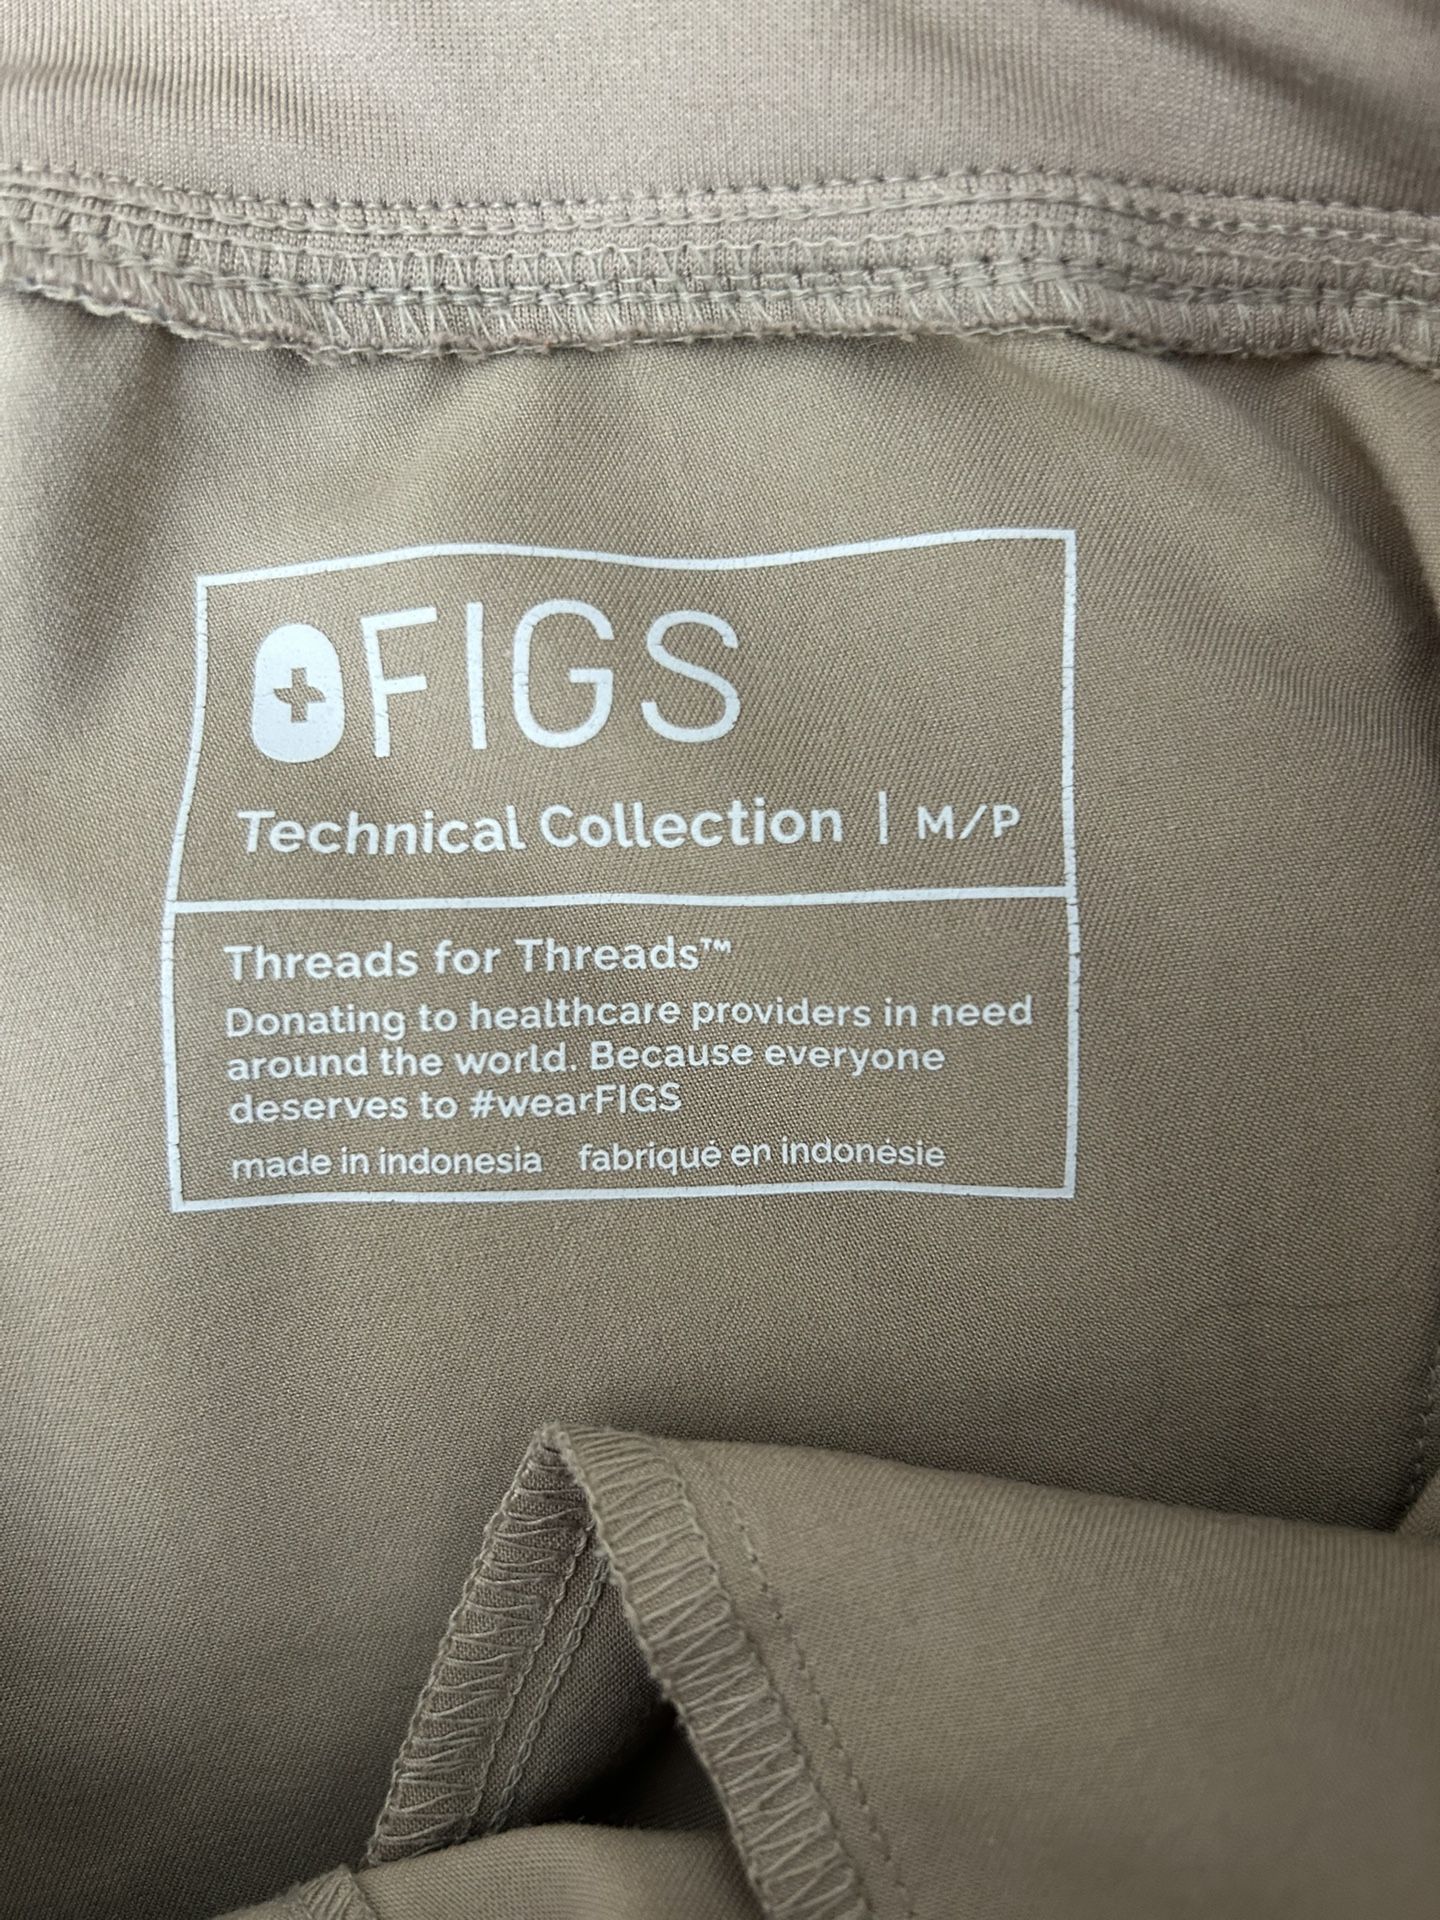 FIGS
Technical Collection | M/P
Threads for Threads™
Donating to healthcare providers in need
around the world. Because everyone
deserves to #wearFIGS
made in indonesia fabriqué en indonésie